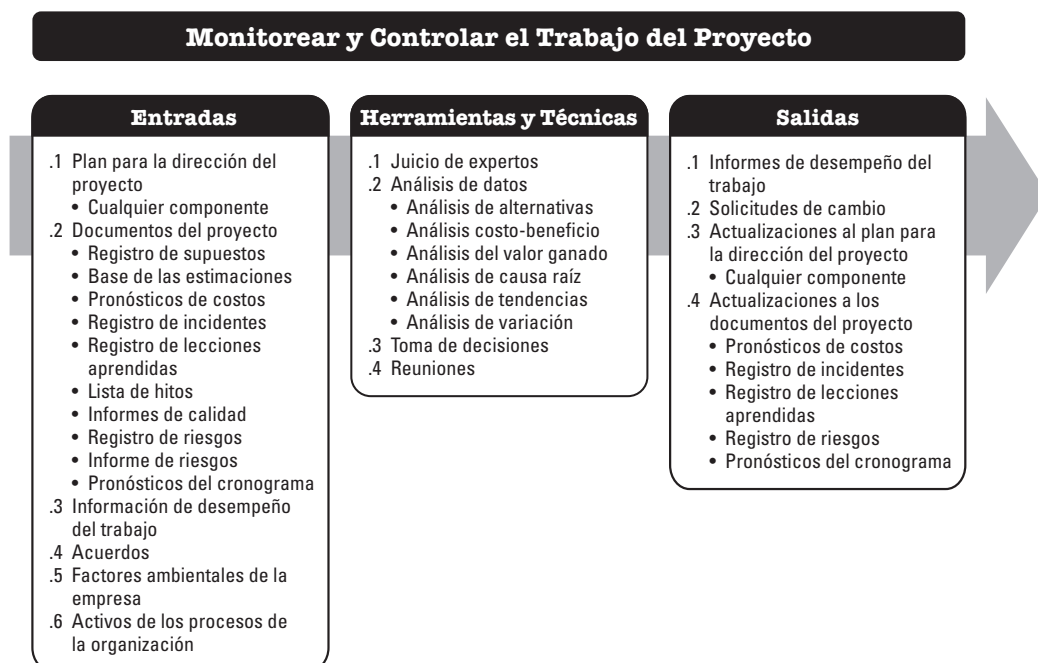 Monitorear y Controlar el Trabajo del Proyecto
Entradas
.1 Plan para la dirección del
proyecto
• Cualquier componente
.2 Documentos del proyecto
• Registro de supuestos
• Base de las estimaciones
• Pronósticos de costos
• Registro de incidentes
• Registro de lecciones
aprendidas
• Lista de hitos
• Informes de calidad
• Registro de riesgos
• Informe de riesgos
• Pronósticos del cronograma
.3 Información de desempeño
del trabajo
.4 Acuerdos
.5 Factores ambientales de la
empresa
.6 Activos de los procesos de
la organización
Herramientas y Técnicas
.1 Juicio de expertos
.2 Análisis de datos
• Análisis de alternativas
• Análisis costo-beneficio
• Análisis del valor ganado
• Análisis de causa raíz
• Análisis de tendencias
• Análisis de variación
.3 Toma de decisiones
.4 Reuniones
Salidas
.1 Informes de desempeño del
trabajo
.2 Solicitudes de cambio
.3 Actualizaciones al plan para
la dirección del proyecto
• Cualquier componente
.4 Actualizaciones a los
documentos del proyecto
• Pronósticos de costos
• Registro de incidentes
• Registro de lecciones
aprendidas
• Registro de riesgos
• Pronósticos del cronograma